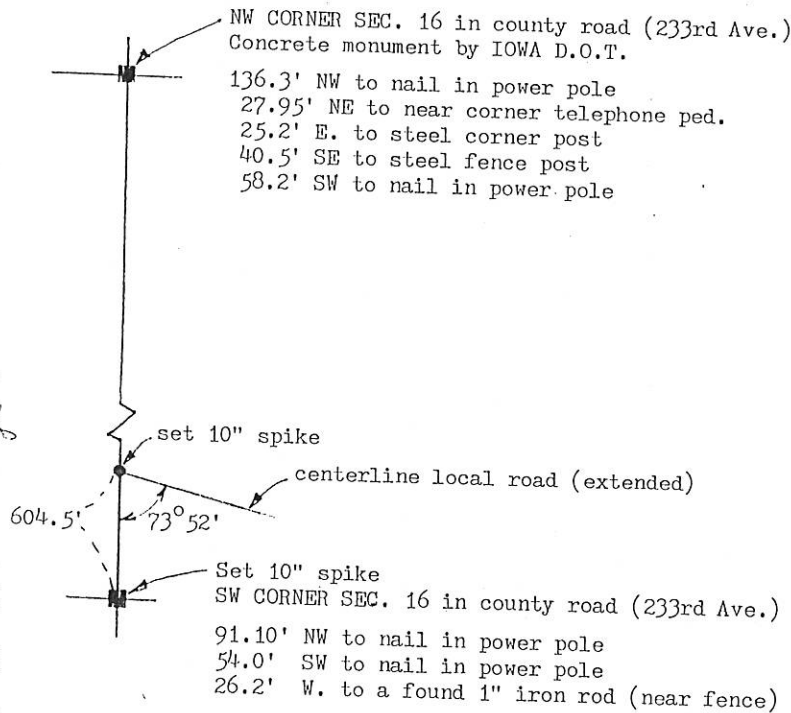 NW CORNER SEC. 16 in county road (233rd Ave.)
Concrete monument by IOWA D.O.T.
136.3' NW to nail in power pole
27.95' NE to near corner telephone ped.
25.2' E. to steel corner post
40.5' SE to steel fence post
58.2' SW to nail in power pole
set 10" spike
centerline local road (extended)
604.5'
73° 52'
Set 10" spike
SW CORNER SEC. 16 in county road (233rd Ave.)
91.10' NW to nail in power pole
54.0' SW to nail in power pole
26.2' W. to a found 1" iron rod (near fence)